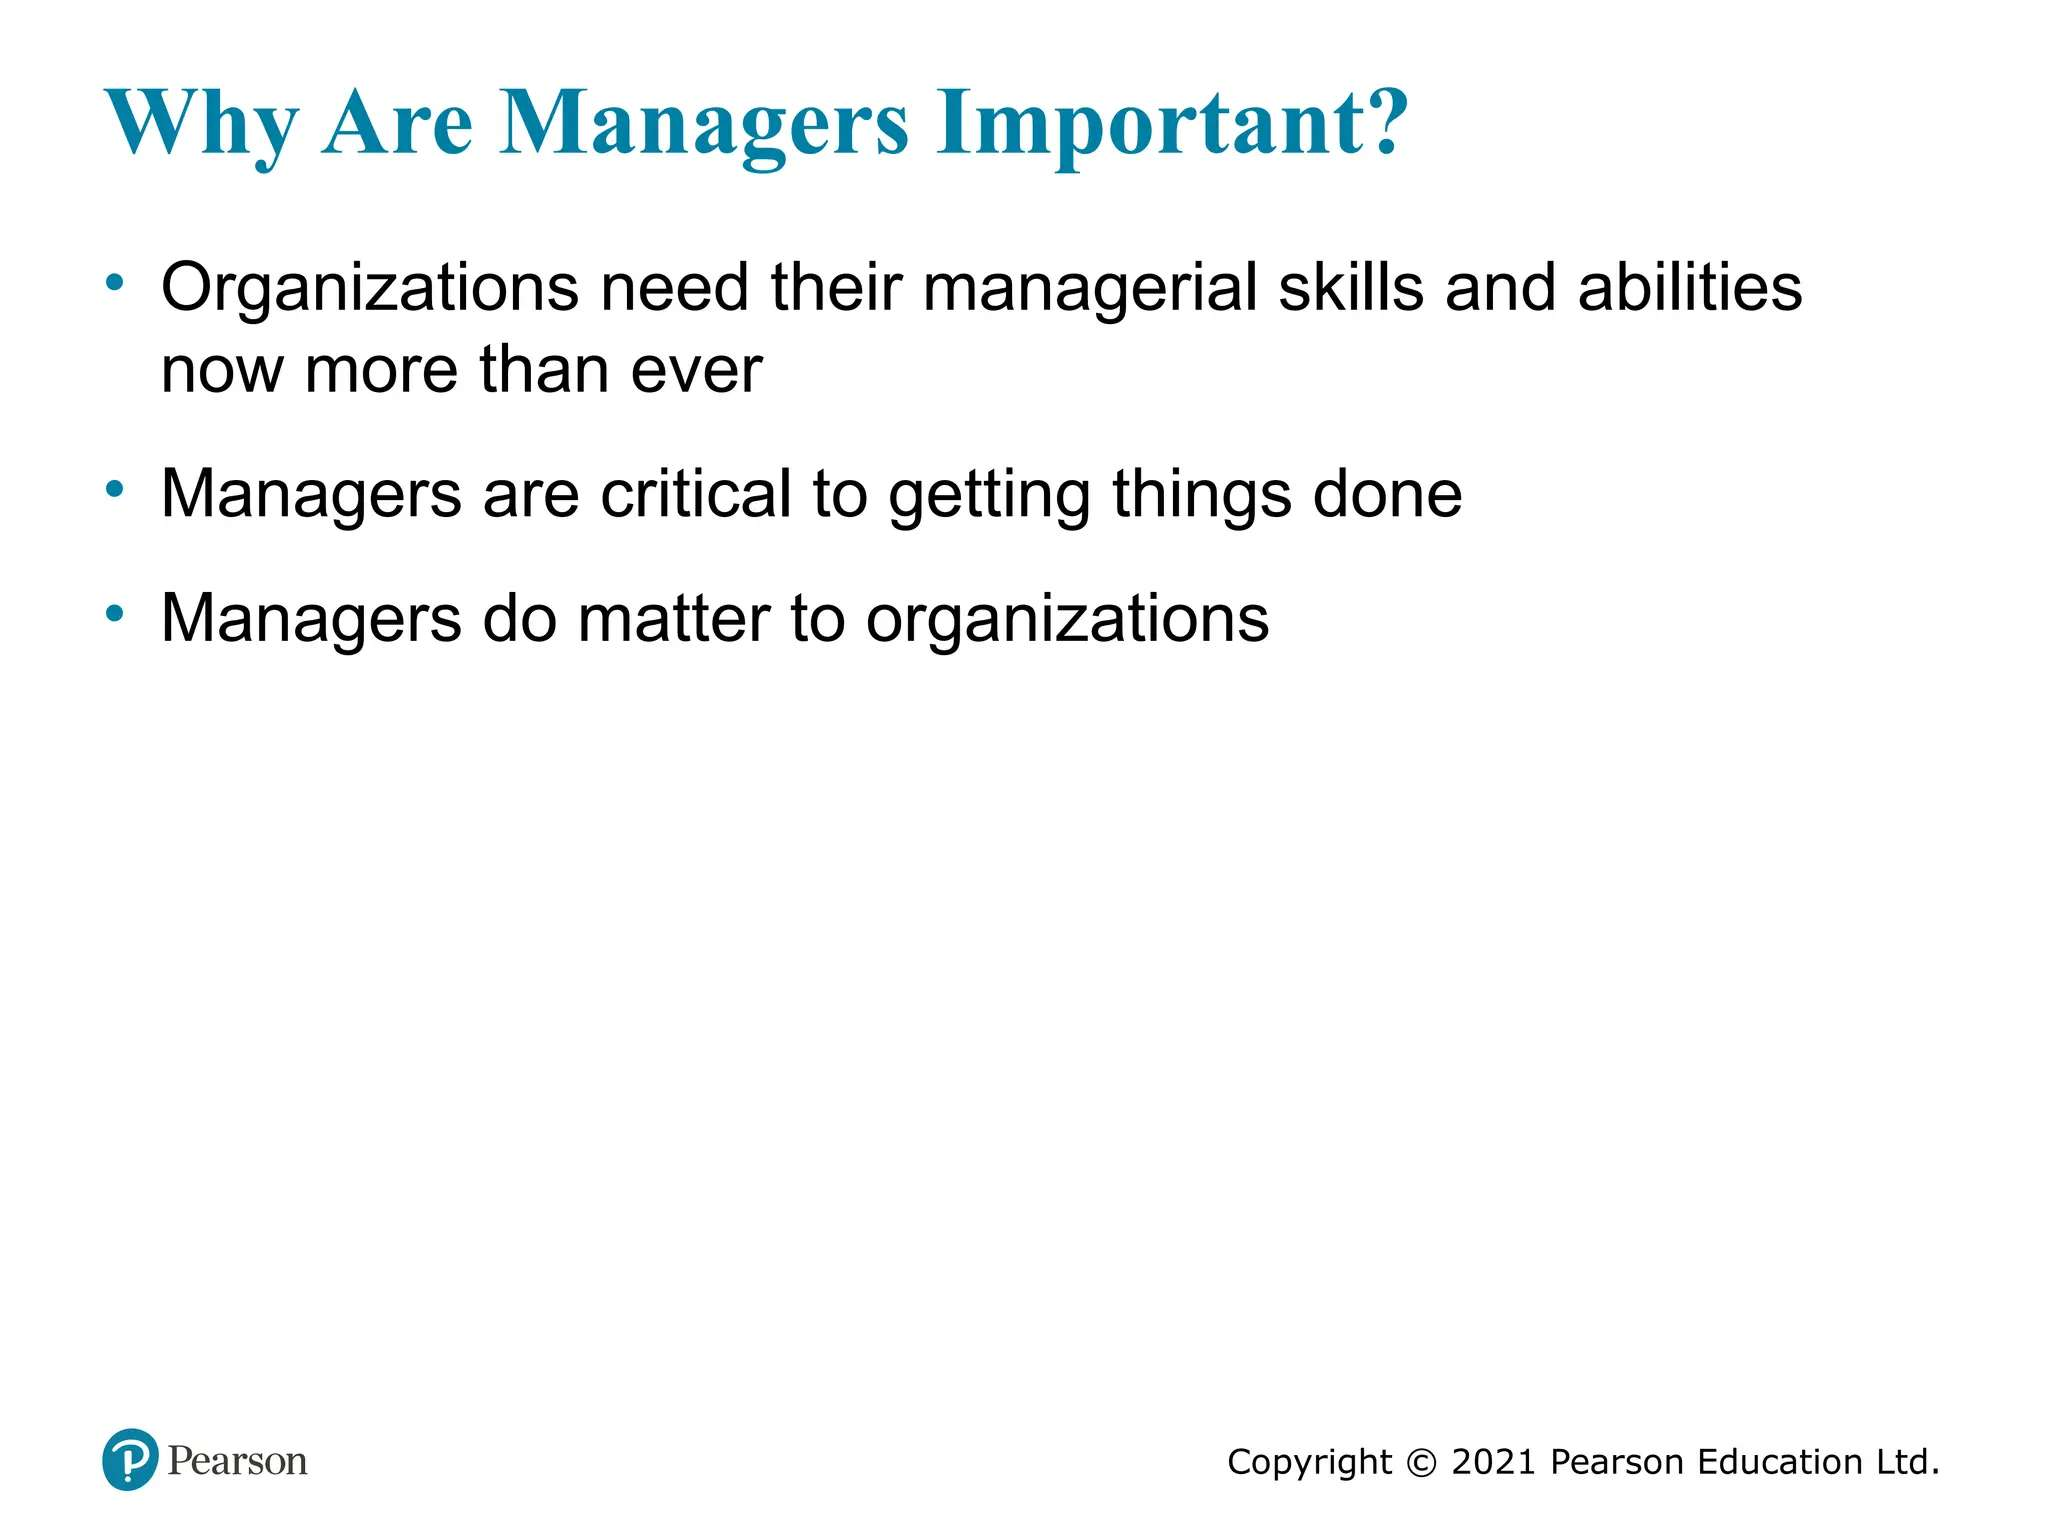 Why Are Managers Important?
• Organizations need their managerial skills and abilities
now more than ever
• Managers are critical to getting things done
• Managers do matter to organizations
Pearson
Copyright © 2021 Pearson Education Ltd.